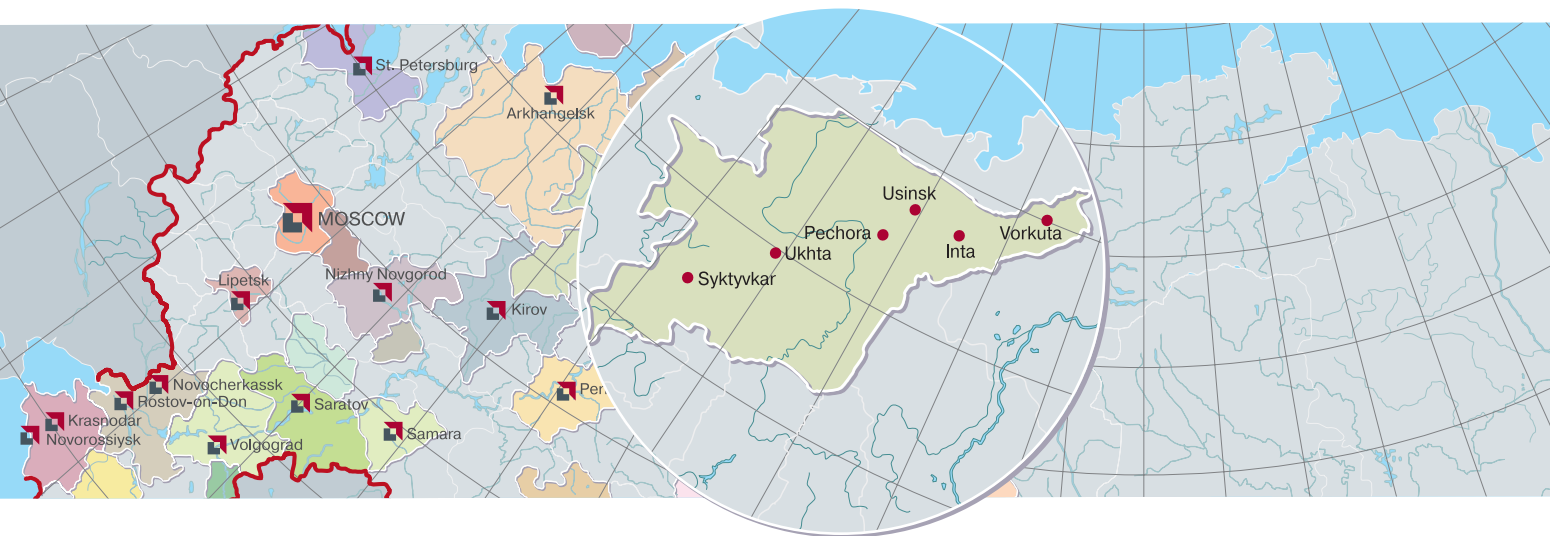 St. Petersburg
Arkhangelsk
MOSCOW
Lipetsk
Nizhny Novgorod
Kirov
Novocherkassk
Rostov-on-Don
Krasnodar
Novorossiysk
Volgograd
Saratov
Samara
Per
Usinsk
Pechora
Ukhta
Inta
Vorkuta
Syktyvkar